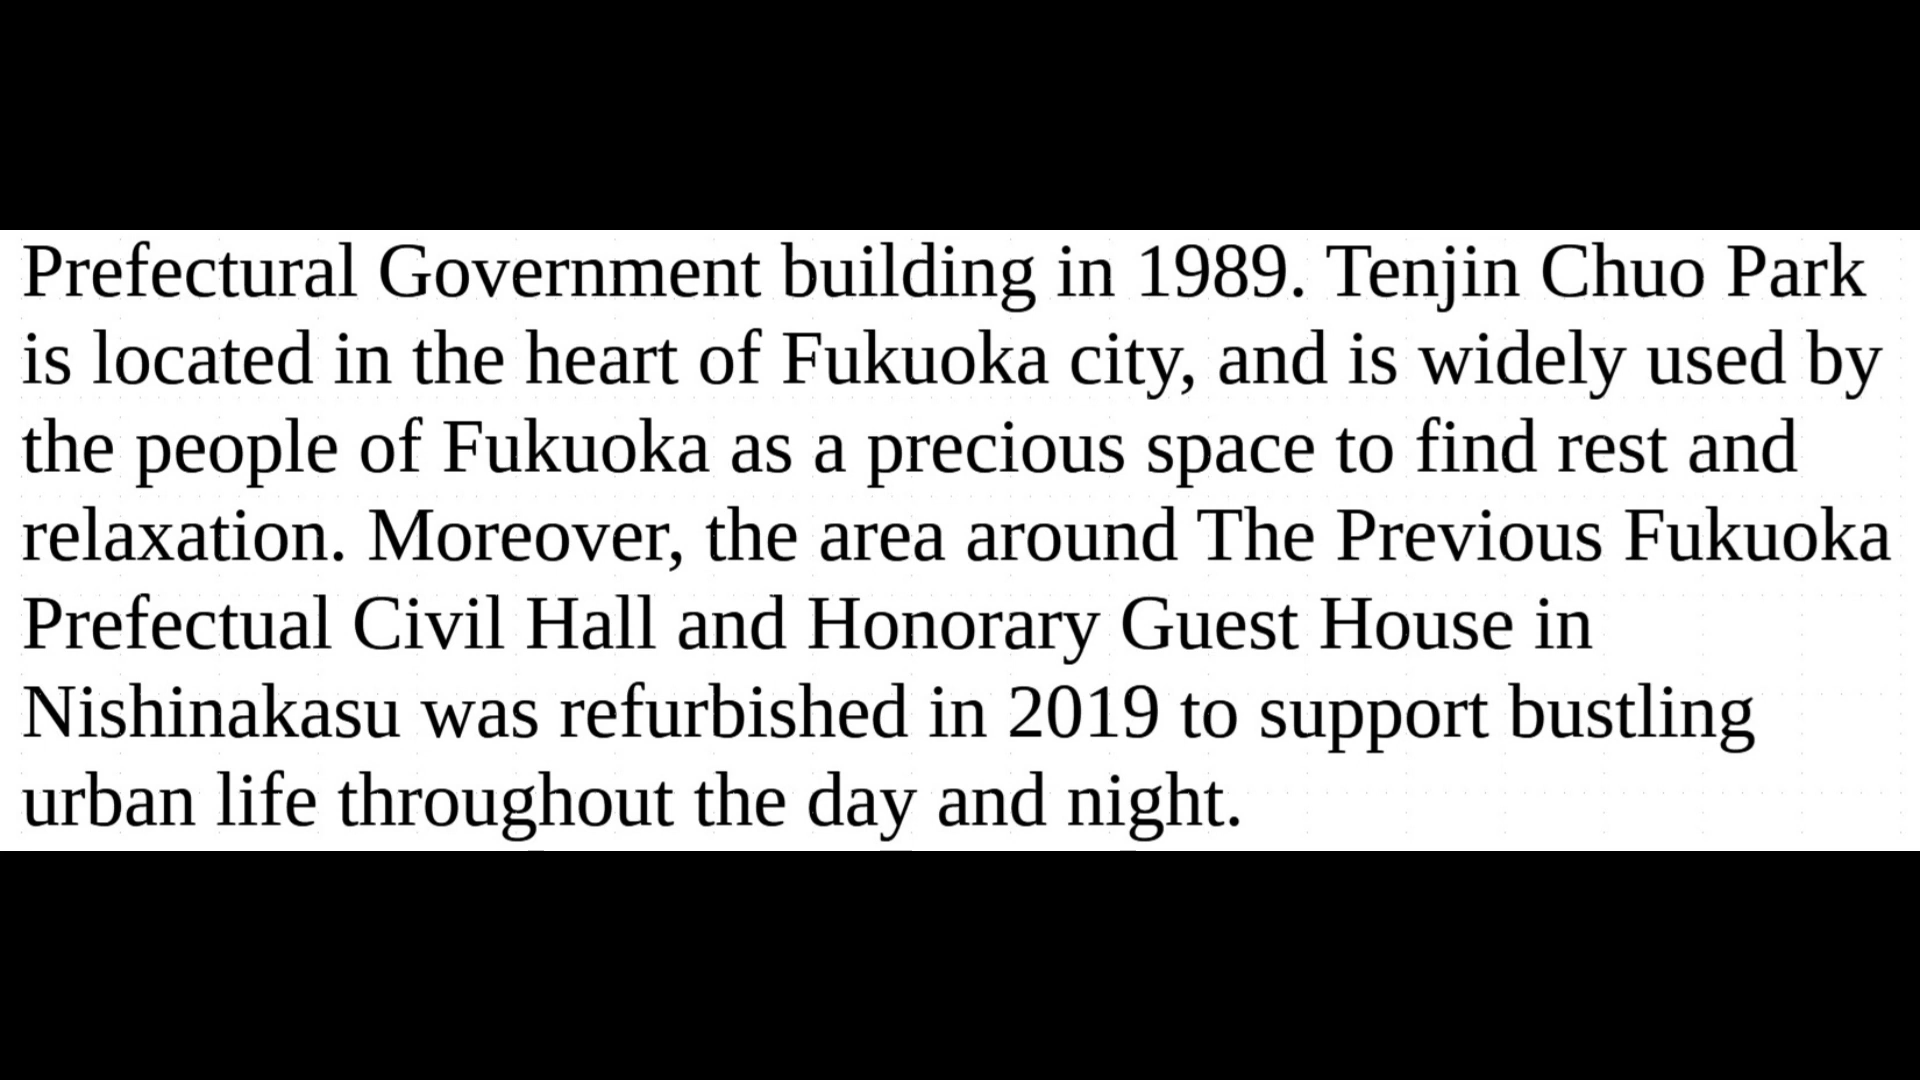 Prefectural Government building in 1989. Tenjin Chuo Park
is located in the heart of Fukuoka city, and is widely used by
the people of Fukuoka as a precious space to find rest and
relaxation. Moreover, the area around The Previous Fukuoka
Prefectual Civil Hall and Honorary Guest House in
Nishinakasu was refurbished in 2019 to support bustling
urban life throughout the day and night.